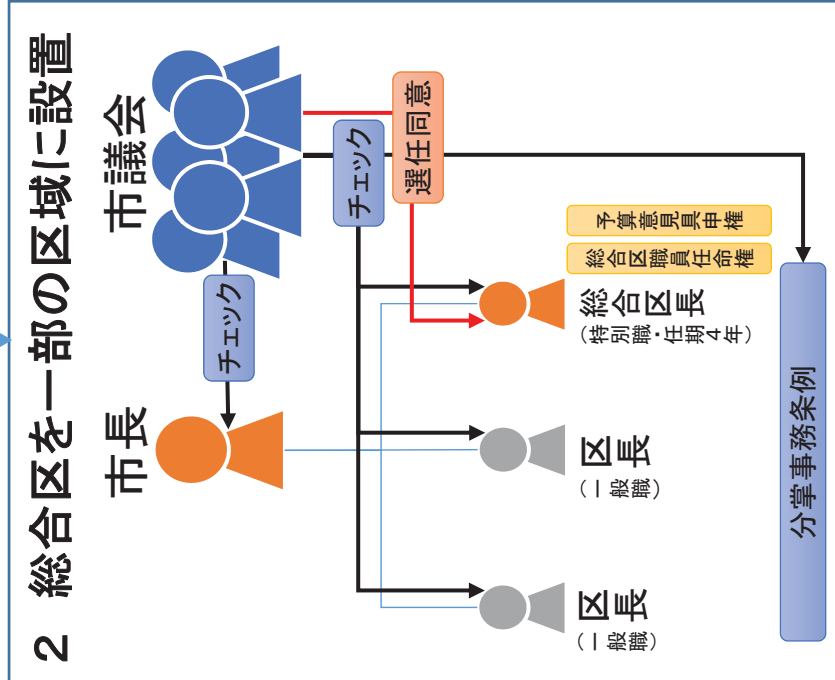 2 総合区を一部の区域に設置
市議会
市長
チェック
チェック
選任同意
区長
(一般職)
区長
(一般職)
総合区長
(特別職・任期4年)
総合区職員任命権
予算意見具申権
分掌事務条例